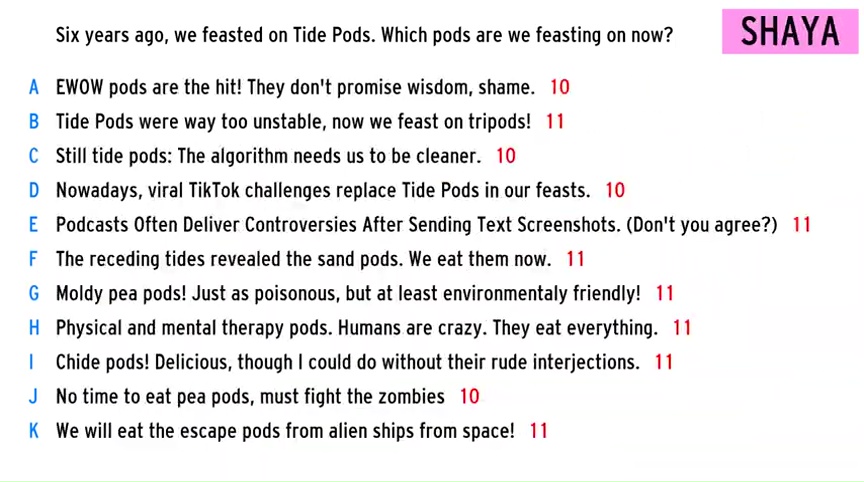 Six years ago, we feasted on Tide Pods. Which pods are we feasting on now?
SHAYA
A EWOW pods are the hit! They don't promise wisdom, shame. 10
B Tide Pods were way too unstable, now we feast on tripods! 11
C Still tide pods: The algorithm needs us to be cleaner. 10
D Nowadays, viral TikTok challenges replace Tide Pods in our feasts. 10
E Podcasts Often Deliver Controversies After Sending Text Screenshots. (Don't you agree?) 11
F The receding tides revealed the sand pods. We eat them now. 11
G Moldy pea pods! Just as poisonous, but at least environmentaly friendly! 11
H Physical and mental therapy pods. Humans are crazy. They eat everything. 11
I Chide pods! Delicious, though I could do without their rude interjections. 11
J No time to eat pea pods, must fight the zombies 10
K We will eat the escape pods from alien ships from space! 11